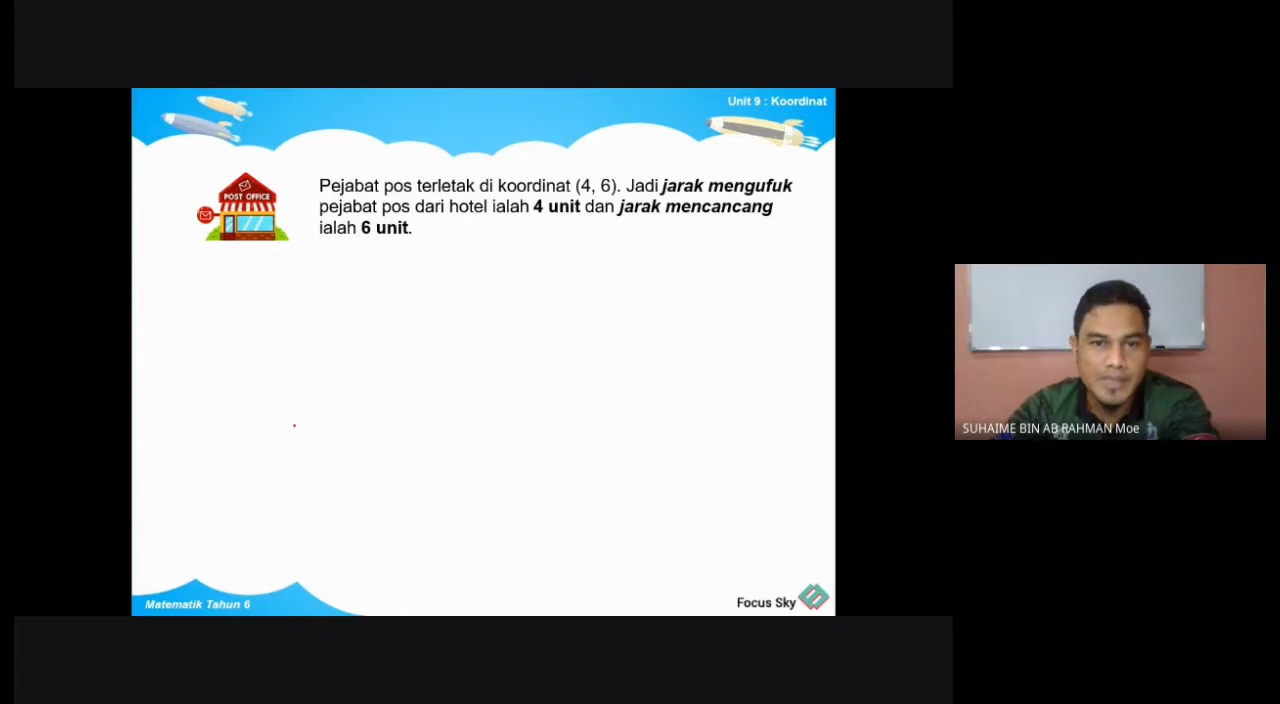 Unit 9 : Koordinat
POST OFFICE
Pejabat pos terletak di koordinat (4, 6). Jadi jarak mengufuk
pejabat pos dari hotel ialah 4 unit dan jarak mencancang
ialah 6 unit.
SUHAIME BIN AB RAHMAN Moe
Matematik Tahun 6
Focus Sky